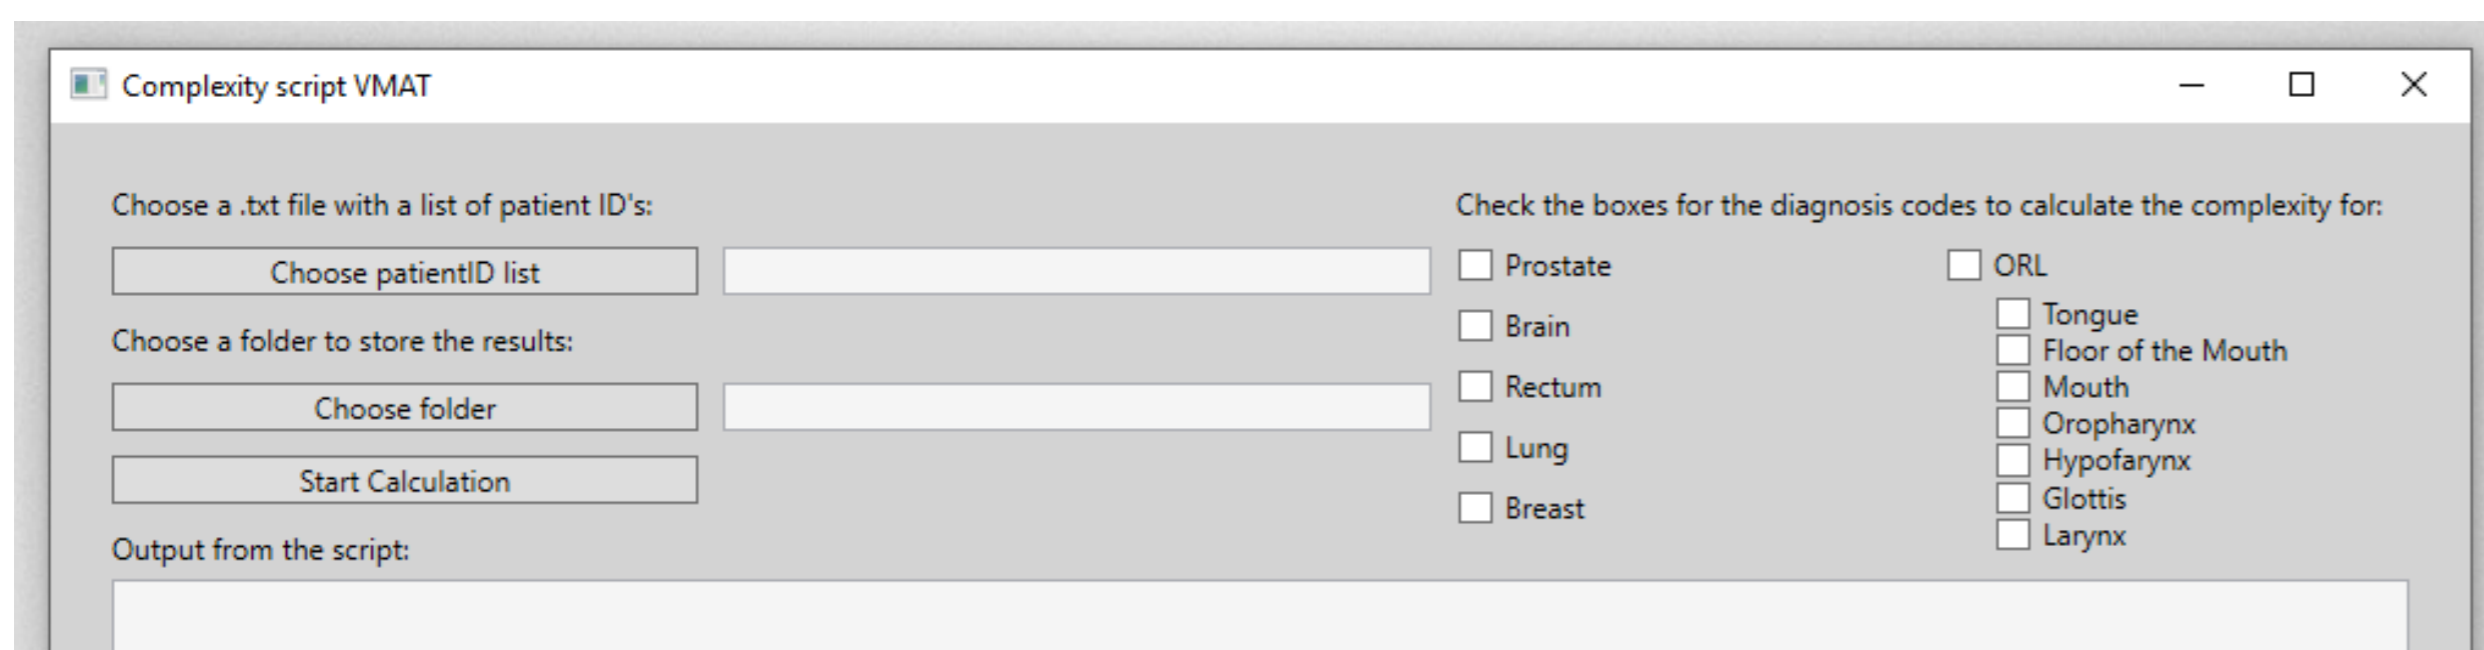 Complexity script VMAT
Choose a .txt file with a list of patient ID's:
Choose patientID list
Choose a folder to store the results:
Choose folder
Start Calculation
Output from the script:
Check the boxes for the diagnosis codes to calculate the complexity for:
Prostate
Brain
Rectum
Lung
Breast
ORL
Tongue
Floor of the Mouth
Mouth
Oropharynx
Hypofarynx
Glottis
Larynx